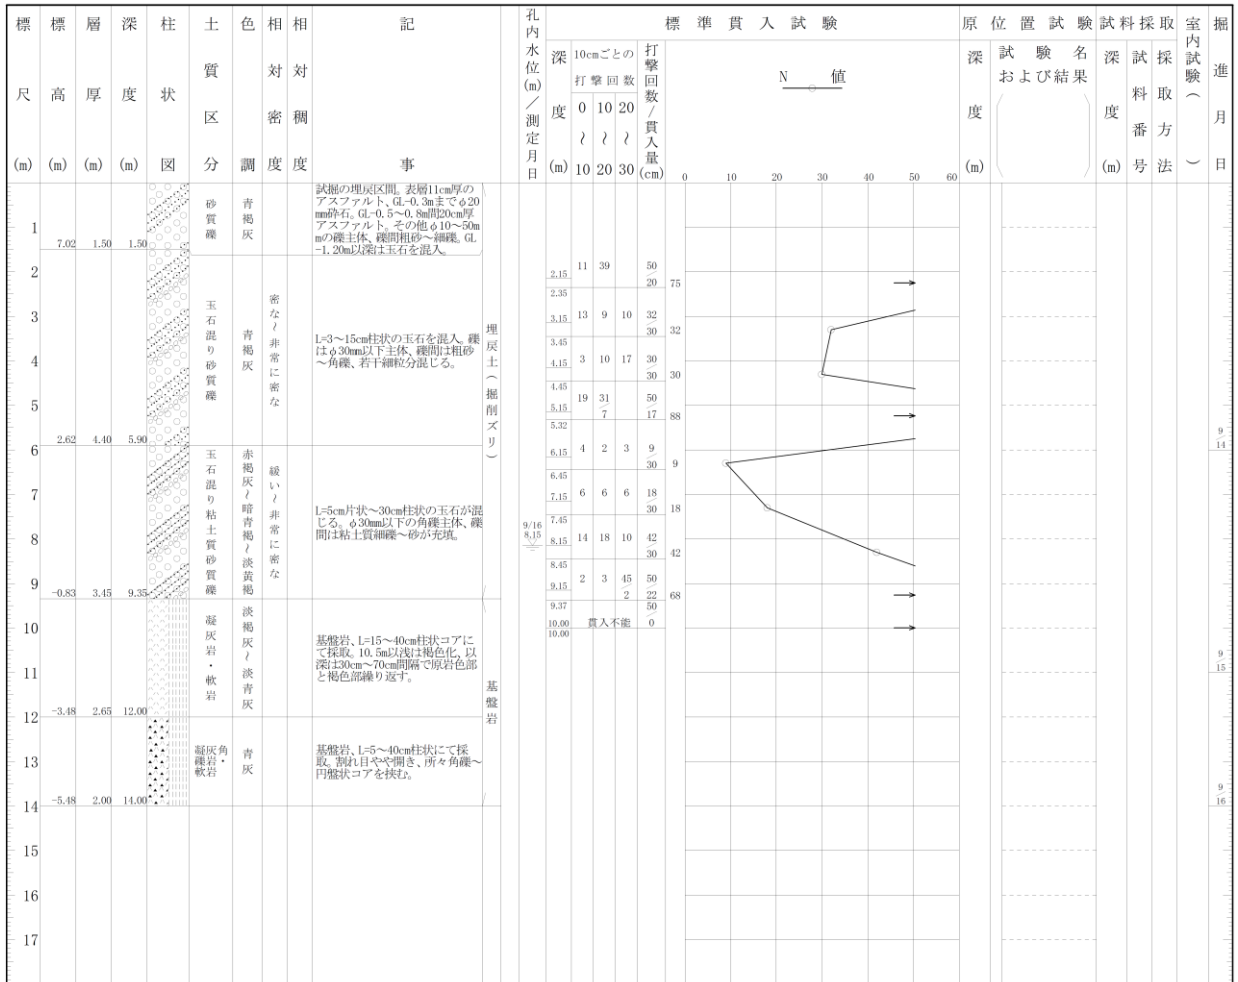 標尺(m)
標高(m)
層厚(m)
深度(m)
柱状図
土質区分
色調
相対密度
相対稠度
記事
孔内水位(m)/測定月日
標準貫入試験
深度(m)
10cmごとの打撃回数
0〜10
10〜20
20〜30
打撃回数/貫入量(cm)
N 値
0 10 20 30 40 50 60
原位置試験
深度(m)
試験名および結果
試料採取
深度(m)
試料番号
採取方法
室内試験( )
掘進月日
1
2
3
4
5
6
7
8
9
10
11
12
13
14
15
16
17
7.02 1.50 1.50
砂質礫
青褐灰
試掘の埋戻区間。表層11cm厚の
アスファルト、GL-0.3mまでφ20
mm砕石。GL-0.5〜0.8m間20cm厚
アスファルト。その他φ10〜50m
mの礫主体、礫間粗砂〜細礫。GL
-1.20m以深は玉石を混入。
2.62 4.40 5.90
玉石混り砂質礫
青褐灰
密な〜非常に密な
L=3〜15cm柱状の玉石を混入。礫
はφ30mm以下主体、礫間は粗砂
〜角礫、若干細粒分混じる。
埋戻土(掘削ズリ)
-0.83 3.45 9.35
玉石混り粘土質砂質礫
赤褐灰〜暗青褐〜淡黄褐
緩い〜非常に密な
L=5cm片状〜30cm柱状の玉石が混
じる。φ30mm以下の角礫主体、礫
間は粘土質細礫〜砂が充填。
-3.48 2.65 12.00
凝灰岩・軟岩
淡褐灰〜淡青灰
基盤岩、L=15〜40cm柱状コアに
て採取。10.5m以浅は褐色化、以
深は30cm〜70cm間隔で原岩色部
と褐色部繰り返す。
基盤岩
-5.48 2.00 14.00
凝灰角
礫岩・
軟岩
青灰
基盤岩、L=5〜40cm柱状にて採
取。割れ目やや開き、所々角礫〜
円盤状コアを挟む。
9/16
8.15
2.15 11 39 50/20 75
2.35
3.15 13 9 10 32/30 32
3.45
4.15 3 10 17 30/30 30
4.45
5.15 19 31/7 50/17 88
5.32
6.15 4 2 3 9/30 9
6.45
7.15 6 6 6 18/30 18
7.45
8.15 14 18 10 42/30 42
8.45
9.15 2 3 45/2 50/22 68
9.37
10.00 貫入不能 50/0
10.00
9/14
9/15
9/16